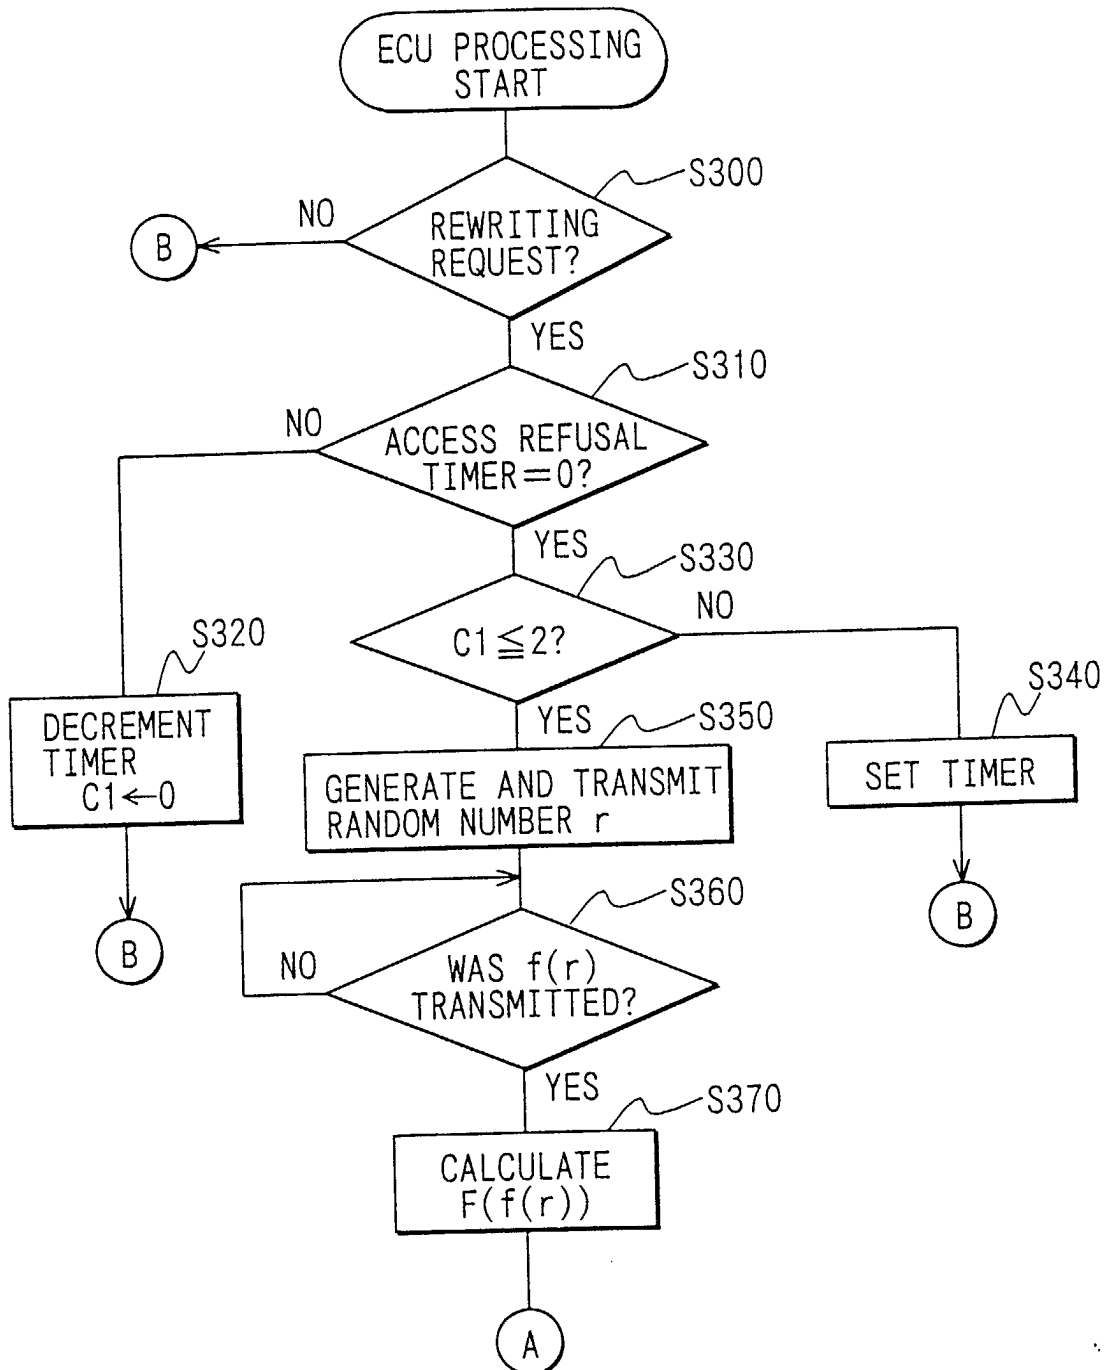 ECU PROCESSING
START
S300
NO
REWRITING
REQUEST?
B
YES
S310
NO
ACCESS REFUSAL
TIMER=0?
YES
S330
NO
C1≦2?
S320
S340
YES
S350
DECREMENT
TIMER
C1←0
GENERATE AND TRANSMIT
RANDOM NUMBER r
SET TIMER
S360
B
B
NO
WAS f(r)
TRANSMITTED?
YES
S370
CALCULATE
F(f(r))
A